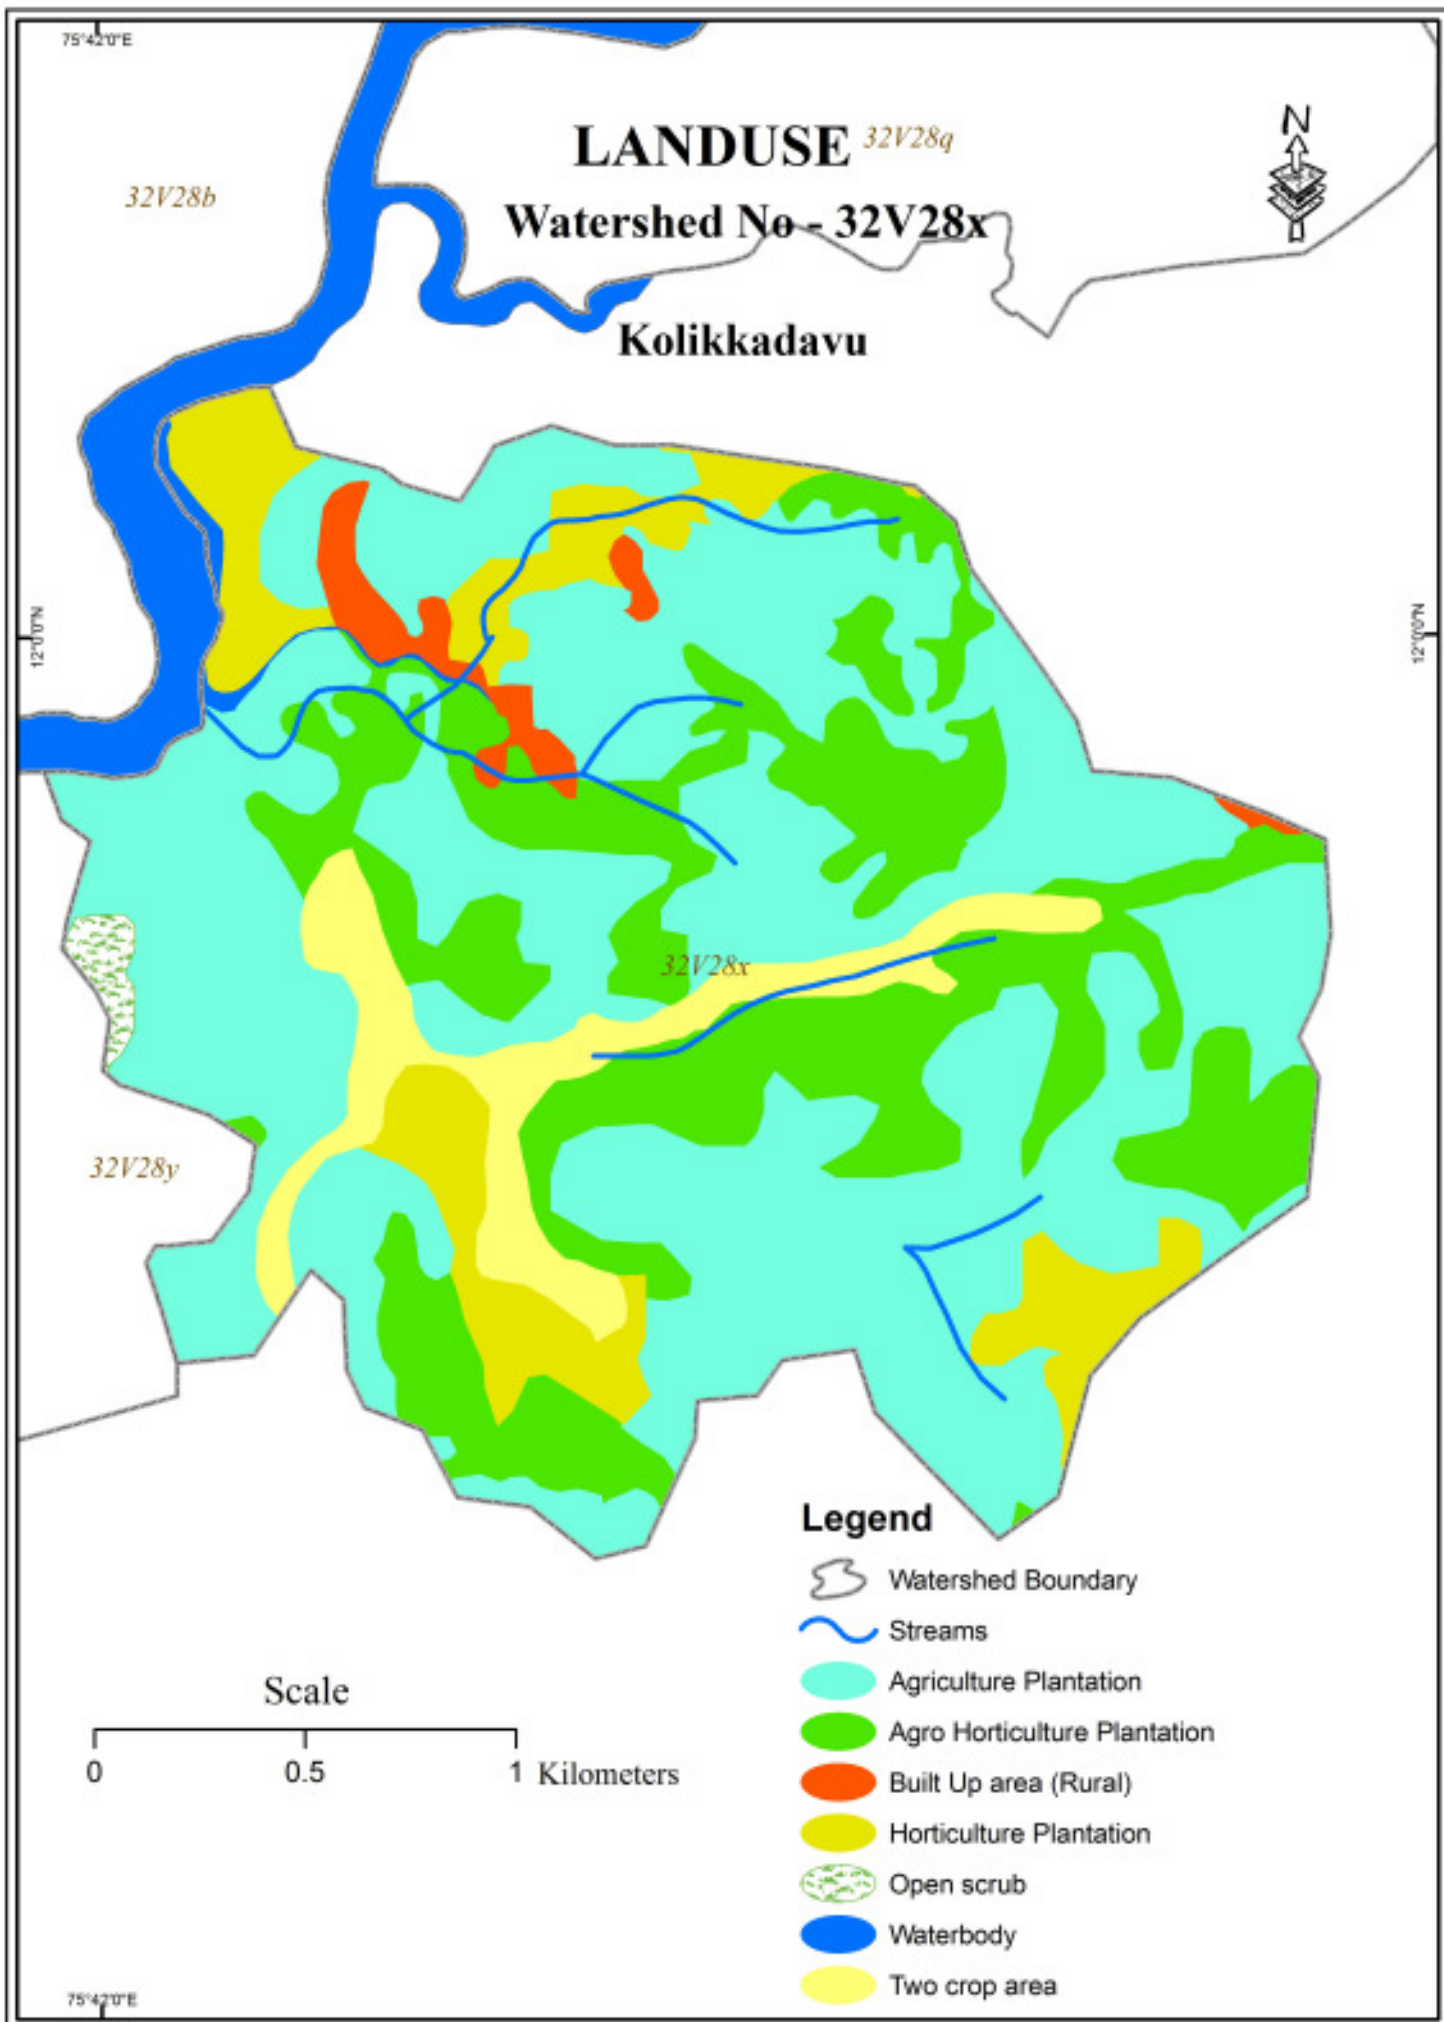 75°42'0"E
LANDUSE
32V28q
N
32V28b
Watershed No - 32V28x
Kolikkadavu
12°0'0"N
12°0'0"N
32V28x
32V28y
Legend
Watershed Boundary
Streams
Agriculture Plantation
Agro Horticulture Plantation
Built Up area (Rural)
Horticulture Plantation
Open scrub
Waterbody
Two crop area
Scale
0 0.5 1 Kilometers
75°42'0"E